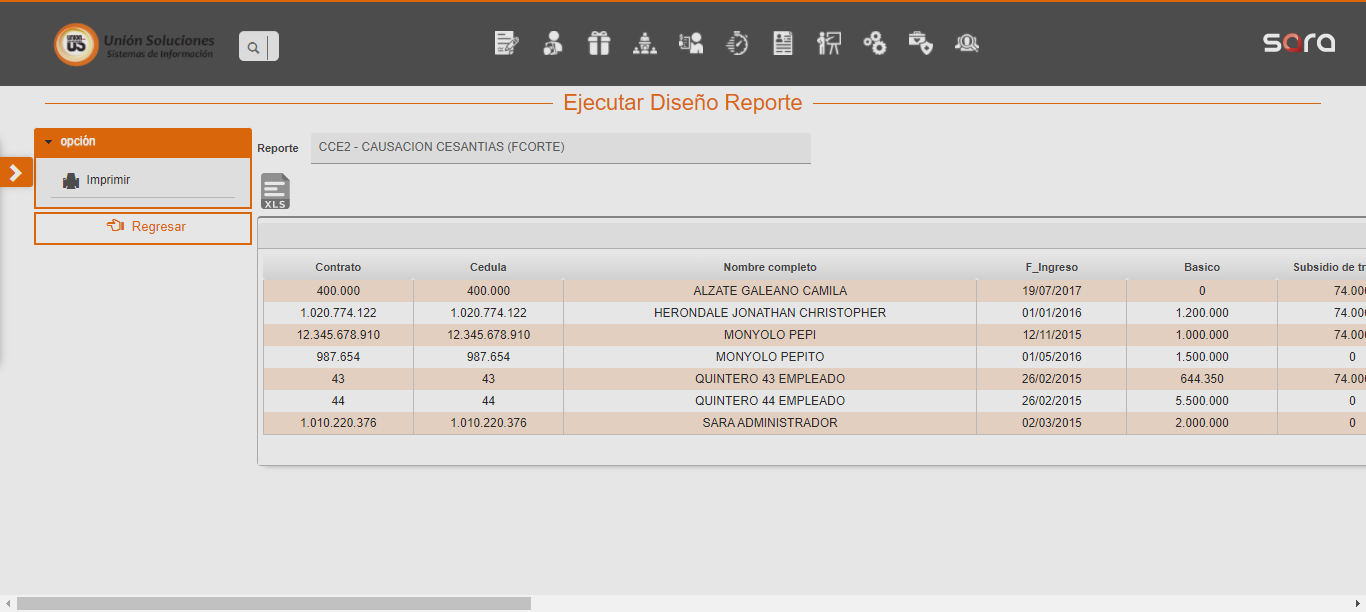 Unión Soluciones
Sistemas de Información
sara
Ejecutar Diseño Reporte
opción
Imprimir
Regresar
Reporte CCE2 - CAUSACION CESANTIAS (FCORTE)
XLS
Contrato Cedula Nombre completo F_Ingreso Basico Subsidio de tr
400.000 400.000 ALZATE GALEANO CAMILA 19/07/2017 0 74.000
1.020.774.122 1.020.774.122 HERONDALE JONATHAN CHRISTOPHER 01/01/2016 1.200.000 74.000
12.345.678.910 12.345.678.910 MONYOLO PEPI 12/11/2015 1.000.000 74.000
987.654 987.654 MONYOLO PEPITO 01/05/2016 1.500.000 0
43 43 QUINTERO 43 EMPLEADO 26/02/2015 644.350 74.000
44 44 QUINTERO 44 EMPLEADO 26/02/2015 5.500.000 0
1.010.220.376 1.010.220.376 SARA ADMINISTRADOR 02/03/2015 2.000.000 0